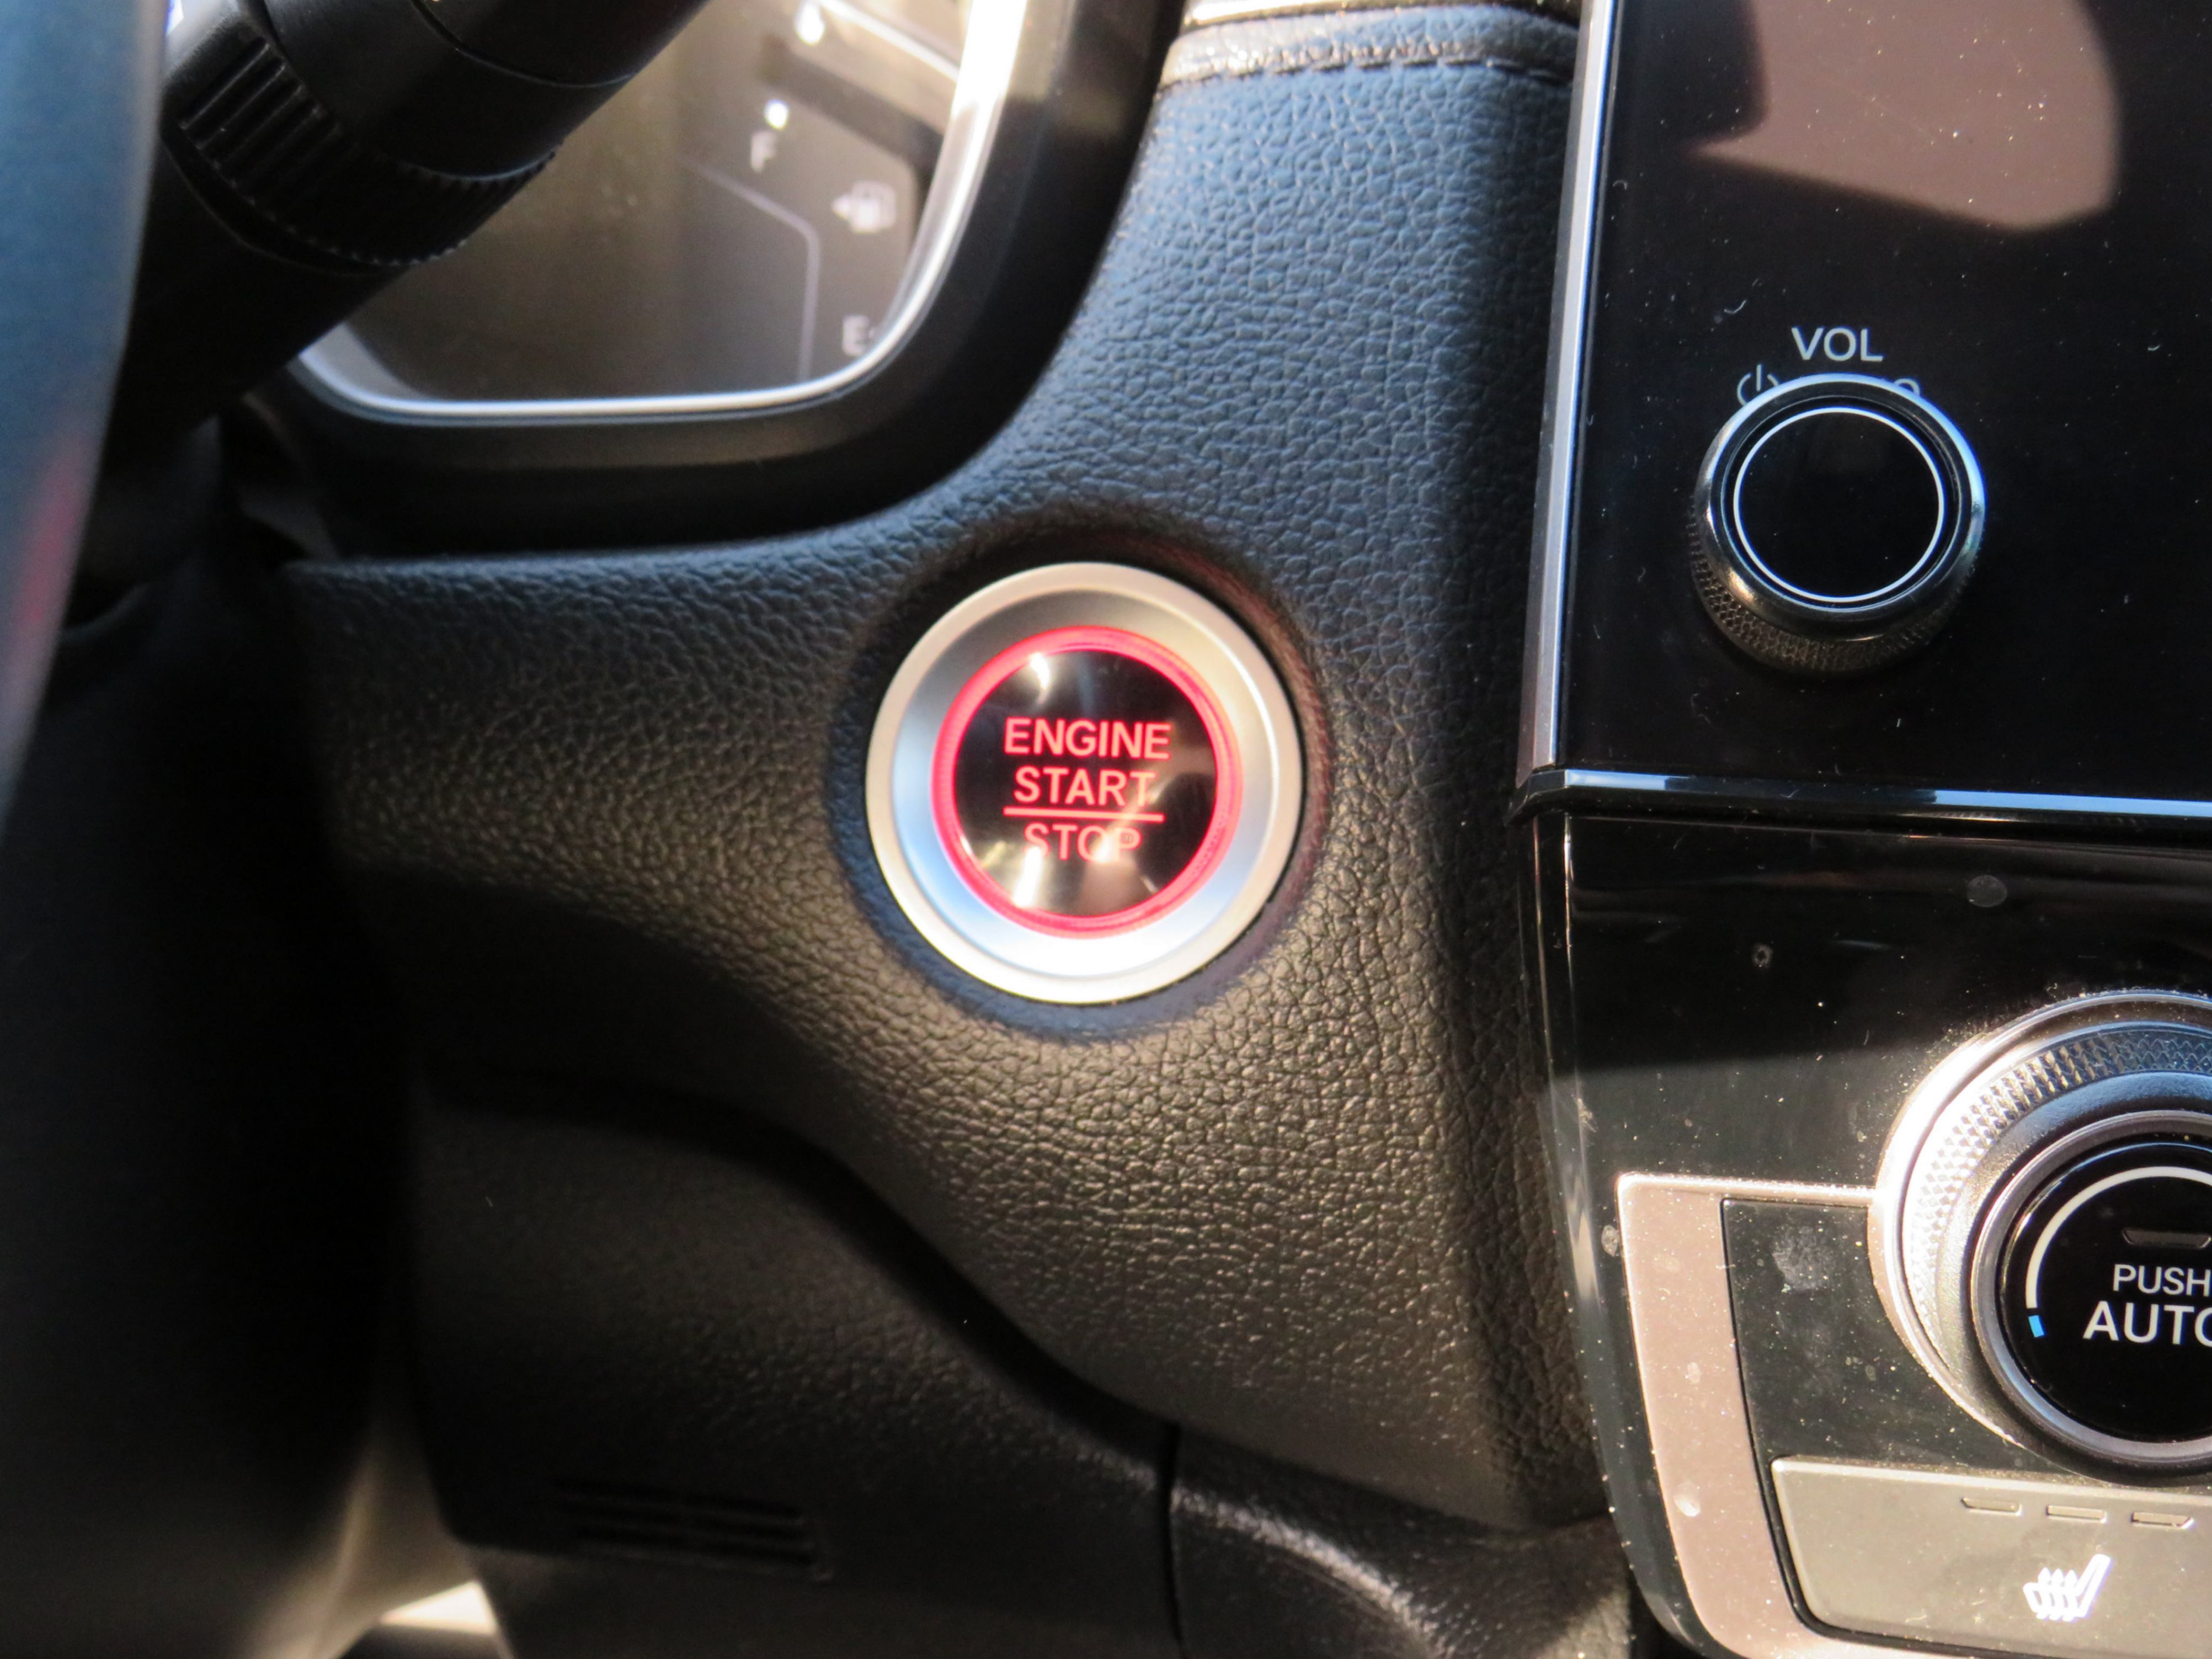 F
E
VOL
ENGINE
START
STOP
PUSH
AUTO